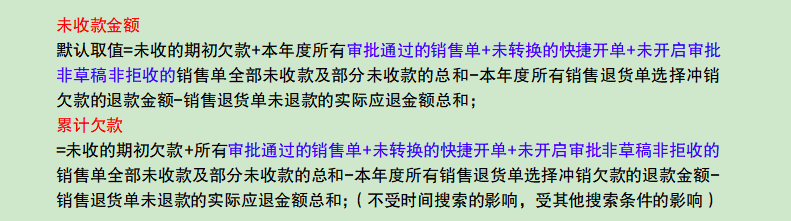 未收款金额
默认取值=未收的期初欠款+本年度所有审批通过的销售单+未转换的快捷开单+未开启审批
非草稿非拒收的销售单全部未收款及部分未收款的总和-本年度所有销售退货单选择冲销
欠款的退款金额-销售退货单未退款的实际应退金额总和；
累计欠款
=未收的期初欠款+所有审批通过的销售单+未转换的快捷开单+未开启审批非草稿非拒收的
销售单全部未收款及部分未收款的总和-本年度所有销售退货单选择冲销欠款的退款金额-
销售退货单未退款的实际应退金额总和；（不受时间搜索的影响，受其他搜索条件的影响）